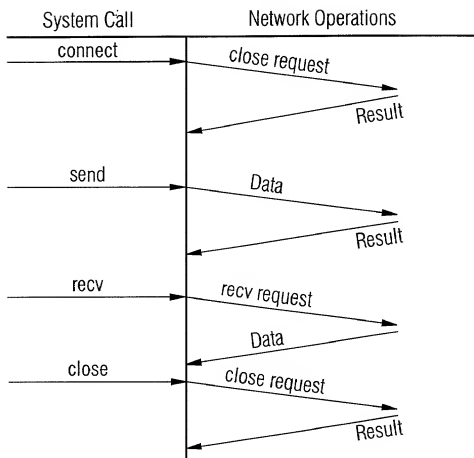 System Call
Network Operations
connect
close request
Result
send
Data
Result
recv
recv request
Data
close
close request
Result